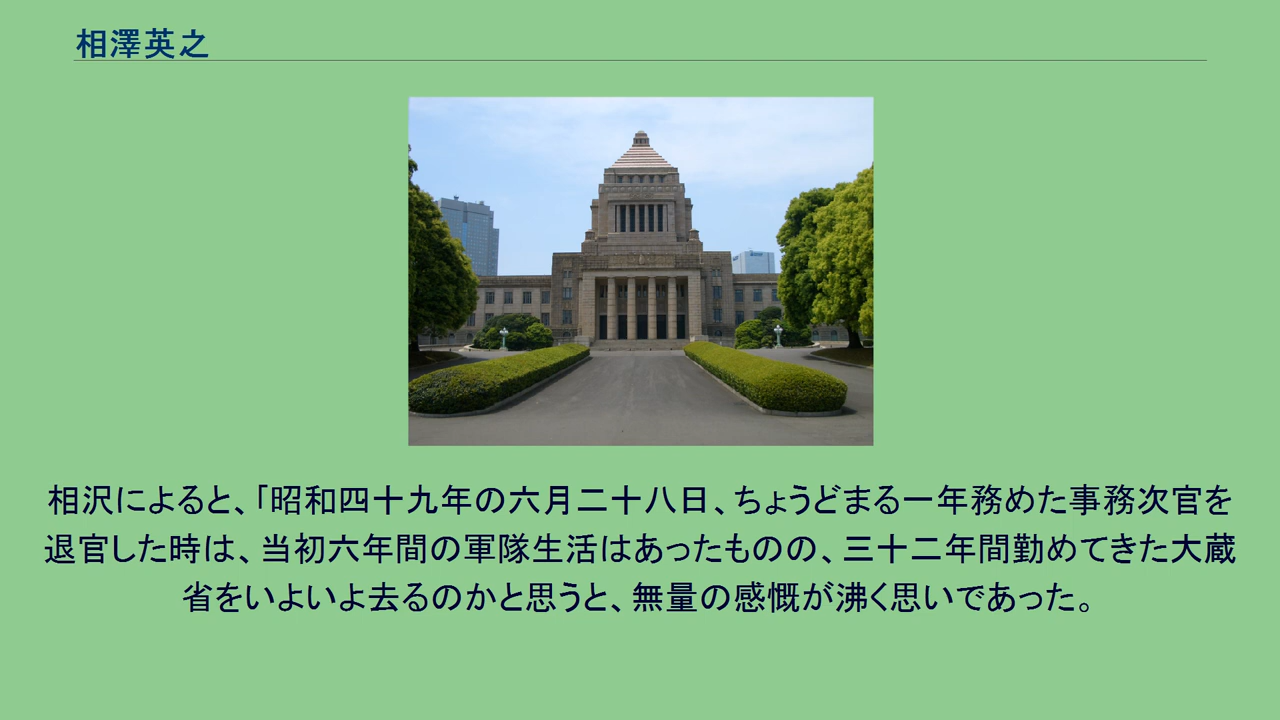 相澤英之
相沢によると、「昭和四十九年の六月二十八日、ちょうどまる一年務めた事務次官を
退官した時は、当初六年間の軍隊生活はあったものの、三十二年間勤めてきた大蔵
省をいよいよ去るのかと思うと、無量の感慨が沸く思いであった。